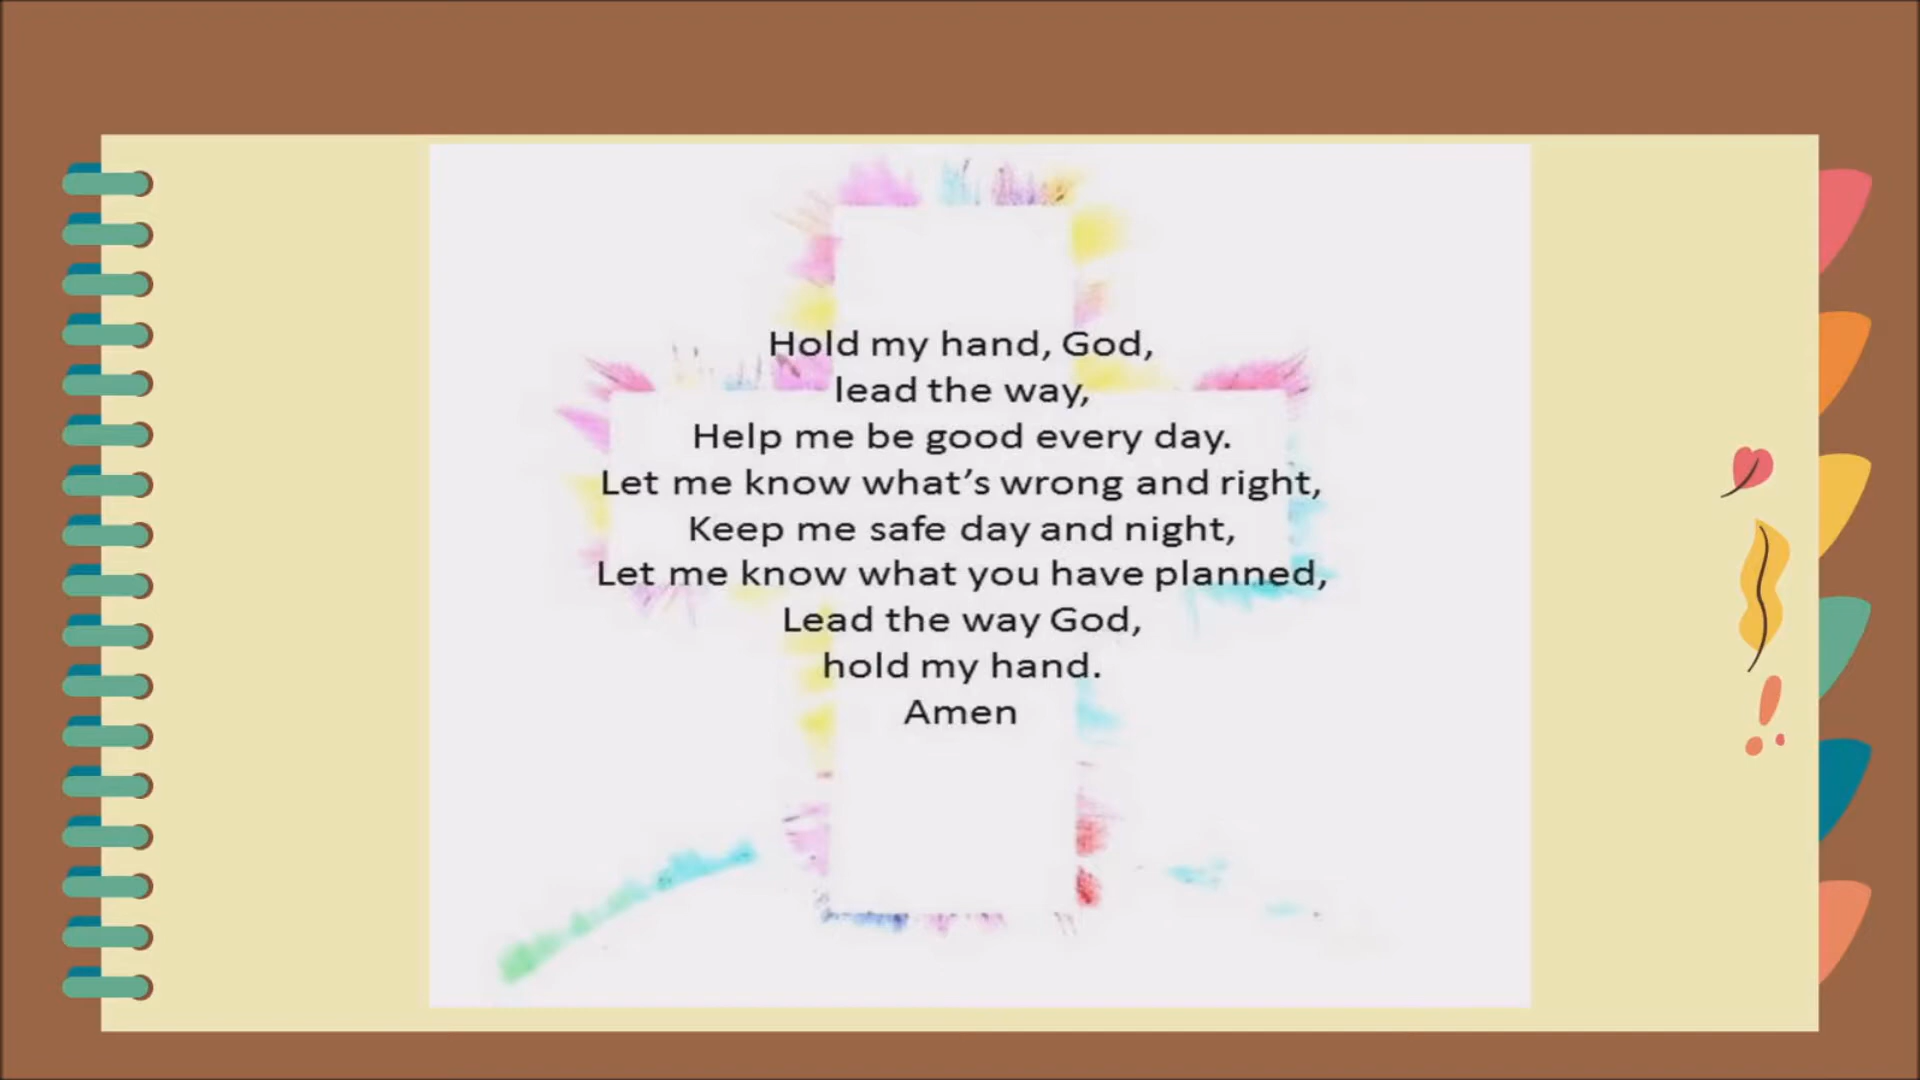 Hold my hand, God,
lead the way,
Help me be good every day.
Let me know what's wrong and right,
Keep me safe day and night,
Let me know what you have planned,
Lead the way God,
hold my hand.
Amen